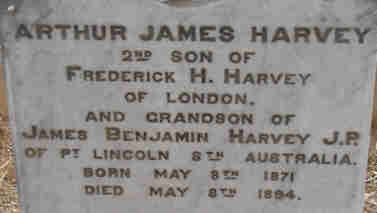 ARTHUR JAMES HARVEY
2ND SON OF
FREDERICK H. HARVEY
OF LONDON.
AND GRANDSON OF
JAMES BENJAMIN HARVEY J.P.
OF PT LINCOLN STH AUSTRALIA.
BORN MAY 8TH 1871
DIED MAY 8TH 1894.